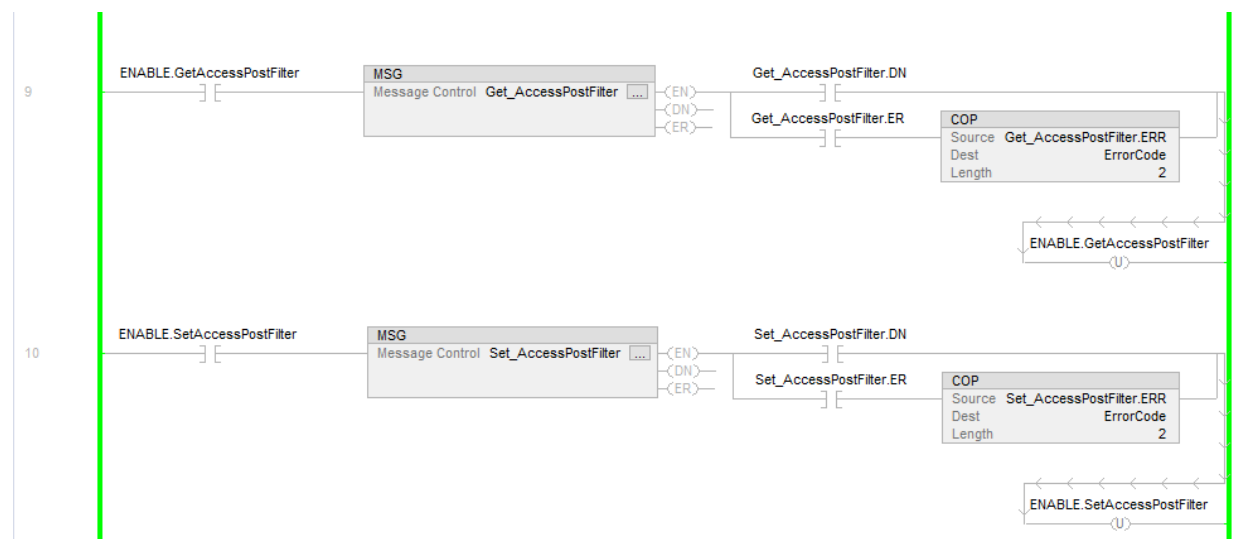 ENABLE.GetAccessPostFilter
MSG
Get_AccessPostFilter.DN
9
Message Control Get_AccessPostFilter ...
(EN)
(DN)
(ER)
Get_AccessPostFilter.ER
COP
Source Get_AccessPostFilter.ERR
Dest ErrorCode
Length 2
ENABLE.GetAccessPostFilter
(U)
ENABLE.SetAccessPostFilter
MSG
Set_AccessPostFilter.DN
10
Message Control Set_AccessPostFilter ...
(EN)
(DN)
(ER)
Set_AccessPostFilter.ER
COP
Source Set_AccessPostFilter.ERR
Dest ErrorCode
Length 2
ENABLE.SetAccessPostFilter
(U)